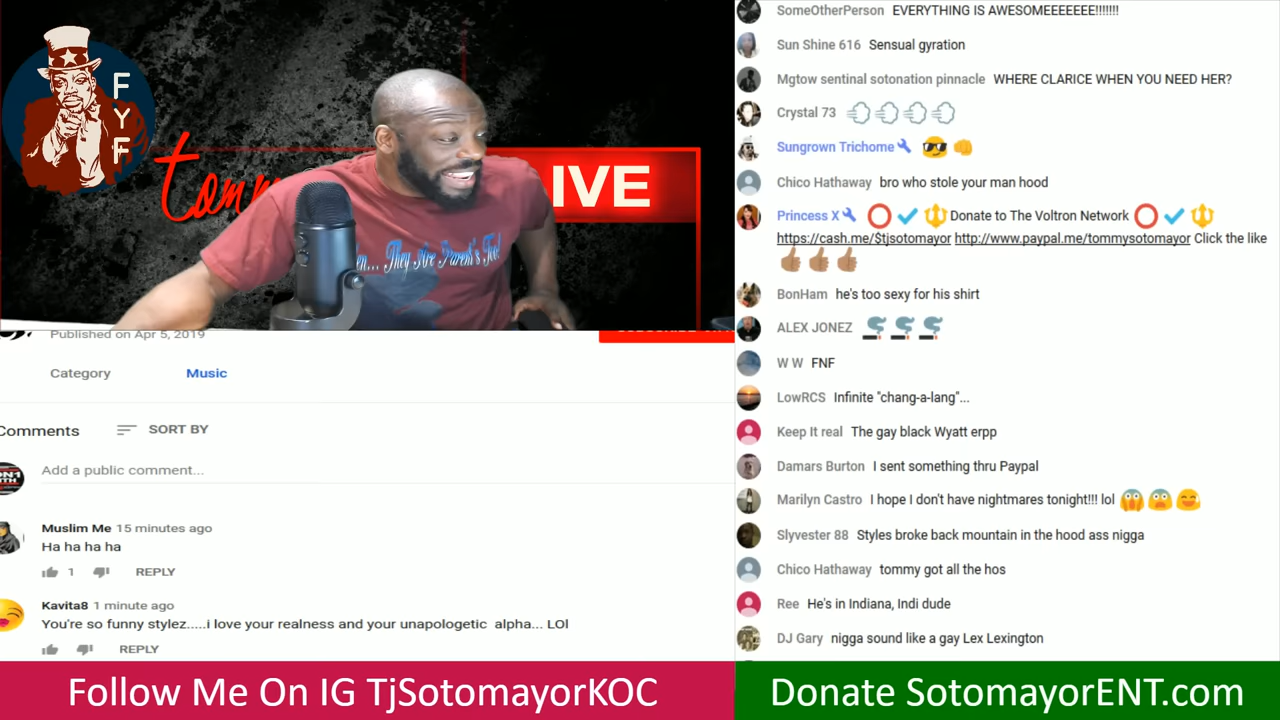 F
Y
F
tomm
IVE
en... They Are Parent's Too!
Published on Apr 5, 2019
Category Music
Comments SORT BY
Add a public comment...
Muslim Me 15 minutes ago
Ha ha ha ha
1 REPLY
Kavita8 1 minute ago
You're so funny stylez.....i love your realness and your unapologetic alpha... LOl
REPLY
Follow Me On IG TjSotomayorKOC
SomeOtherPerson EVERYTHING IS AWESOMEEEEEEE!!!!!!!
Sun Shine 616 Sensual gyration
Mgtow sentinal sotonation pinnacle WHERE CLARICE WHEN YOU NEED HER?
Crystal 73
Sungrown Trichome
Chico Hathaway bro who stole your man hood
Princess X Donate to The Voltron Network
https://cash.me/$tjsotomayor http://www.paypal.me/tommysotomayor Click the like
BonHam he's too sexy for his shirt
ALEX JONEZ
W W FNF
LowRCS Infinite "chang-a-lang"...
Keep It real The gay black Wyatt erpp
Damars Burton I sent something thru Paypal
Marilyn Castro I hope I don't have nightmares tonight!!! lol
Slyvester 88 Styles broke back mountain in the hood ass nigga
Chico Hathaway tommy got all the hos
Ree He's in Indiana, Indi dude
DJ Gary nigga sound like a gay Lex Lexington
Donate SotomayorENT.com